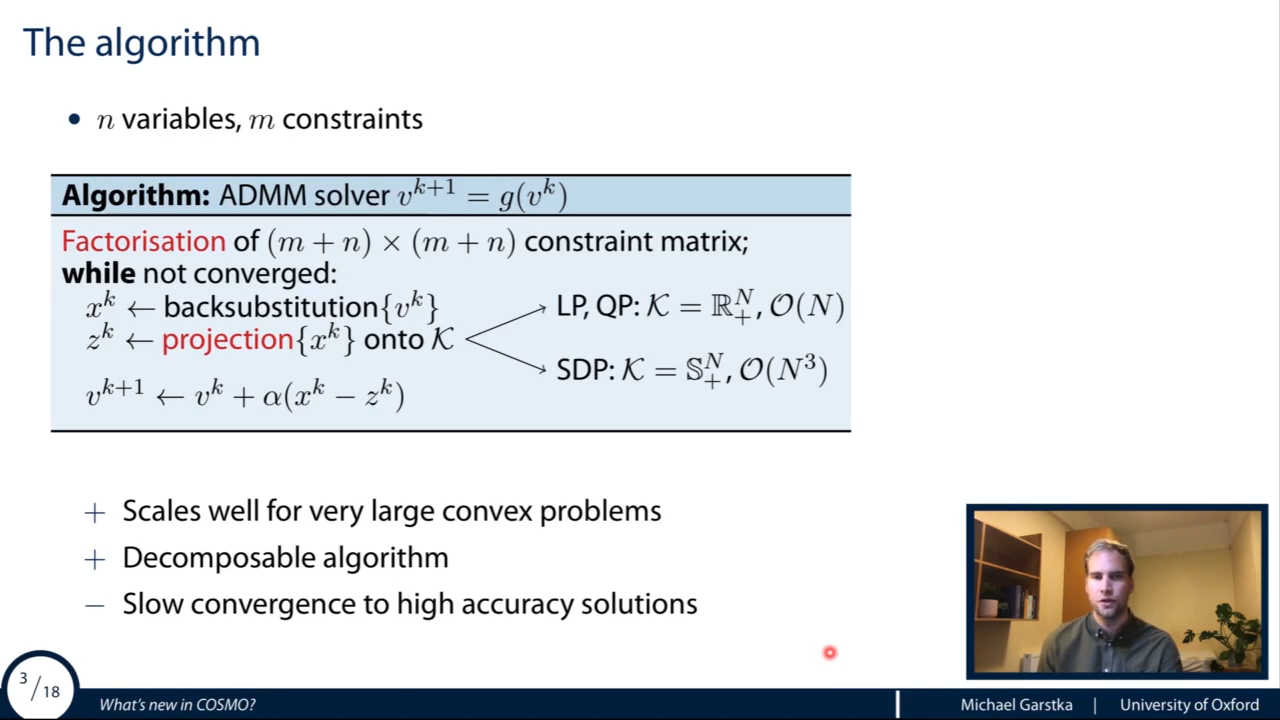 The algorithm
• n variables, m constraints
Algorithm: ADMM solver v^{k+1} = g(v^k)
Factorisation of (m + n) × (m + n) constraint matrix;
while not converged:
x^k ← backsubstitution{v^k}
z^k ← projection{x^k} onto 𝒦
LP, QP: 𝒦 = ℝ^N_+, 𝒪(N)
SDP: 𝒦 = 𝕊^N_+, 𝒪(N^3)
v^{k+1} ← v^k + α(x^k − z^k)
+ Scales well for very large convex problems
+ Decomposable algorithm
− Slow convergence to high accuracy solutions
3/18
What's new in COSMO?
Michael Garstka | University of Oxford